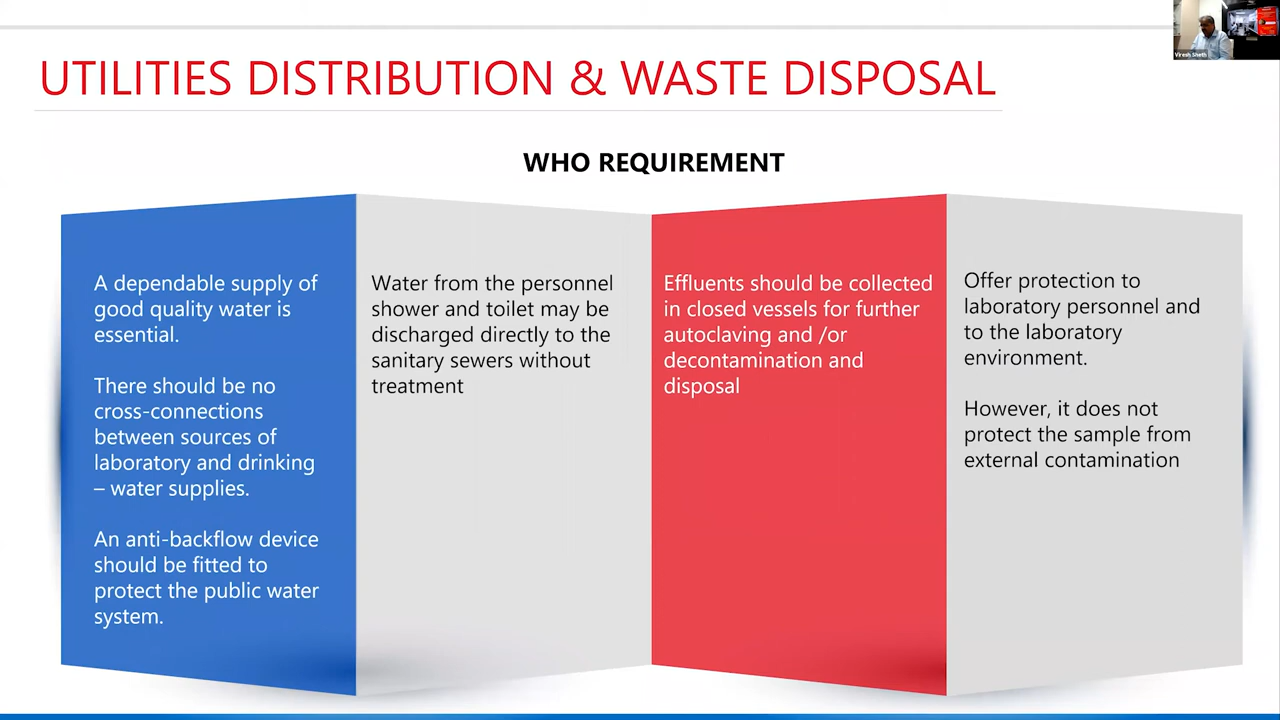 Viresh Sheth
UTILITIES DISTRIBUTION & WASTE DISPOSAL
WHO REQUIREMENT
A dependable supply of
good quality water is
essential.
There should be no
cross-connections
between sources of
laboratory and drinking
– water supplies.
An anti-backflow device
should be fitted to
protect the public water
system.
Water from the personnel
shower and toilet may be
discharged directly to the
sanitary sewers without
treatment
Effluents should be collected
in closed vessels for further
autoclaving and /or
decontamination and
disposal
Offer protection to
laboratory personnel and
to the laboratory
environment.
However, it does not
protect the sample from
external contamination